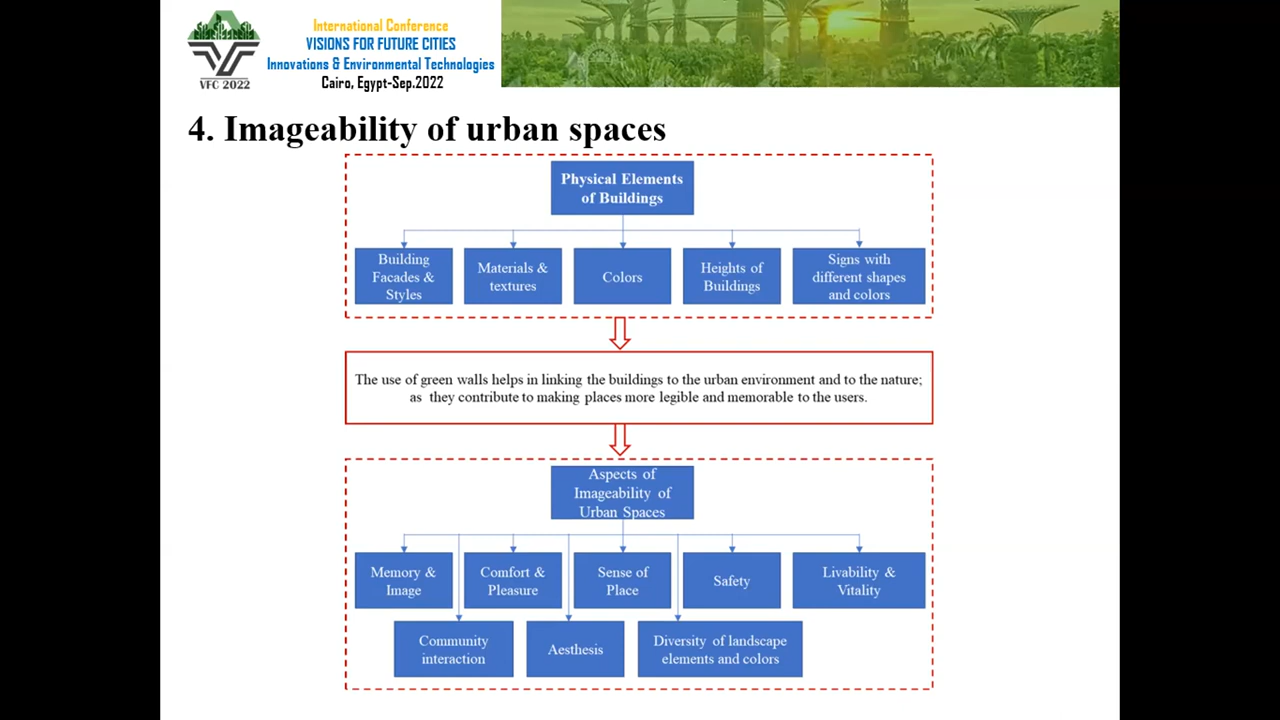 International Conference
VISIONS FOR FUTURE CITIES
Innovations & Environmental Technologies
Cairo, Egypt-Sep.2022
VFC 2022
4. Imageability of urban spaces
Physical Elements
of Buildings
Building
Facades &
Styles
Materials &
textures
Colors
Heights of
Buildings
Signs with
different shapes
and colors
The use of green walls helps in linking the buildings to the urban environment and to the nature;
as they contribute to making places more legible and memorable to the users.
Aspects of
Imageability of
Urban Spaces
Memory &
Image
Comfort &
Pleasure
Sense of
Place
Safety
Livability &
Vitality
Community
interaction
Aesthesis
Diversity of landscape
elements and colors